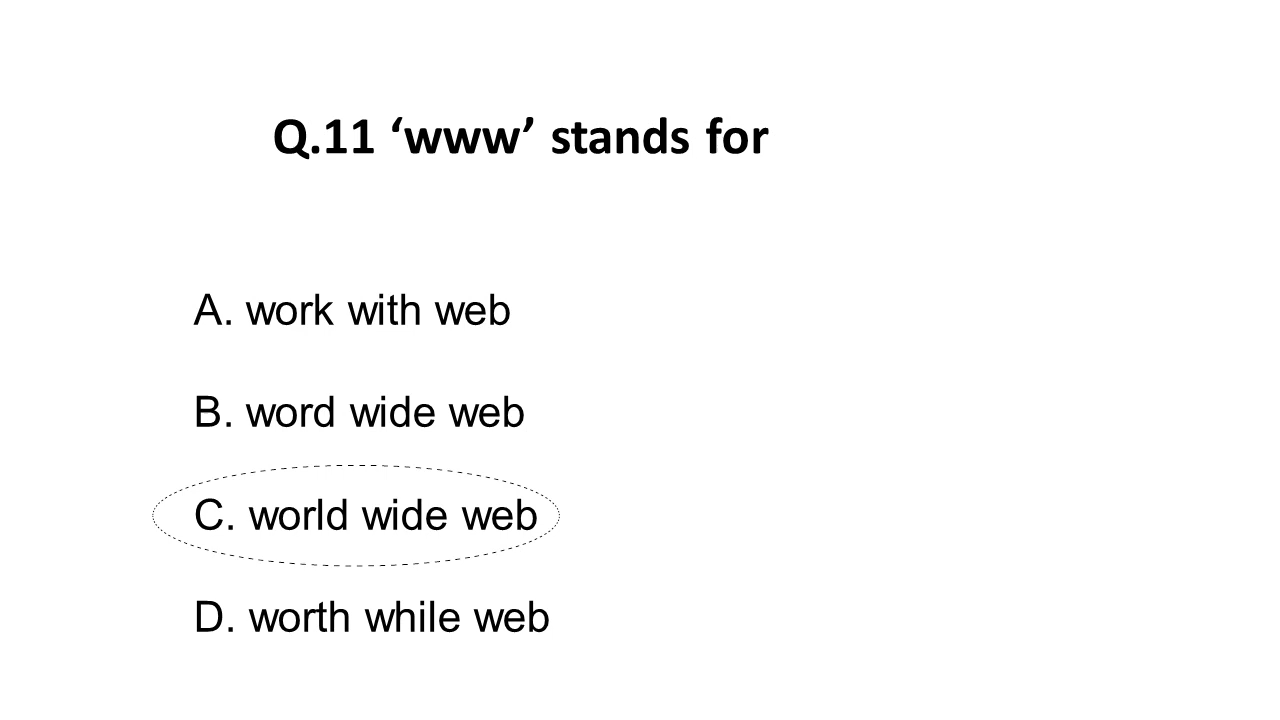 Q.11 ‘www’ stands for
A. work with web
B. word wide web
C. world wide web
D. worth while web